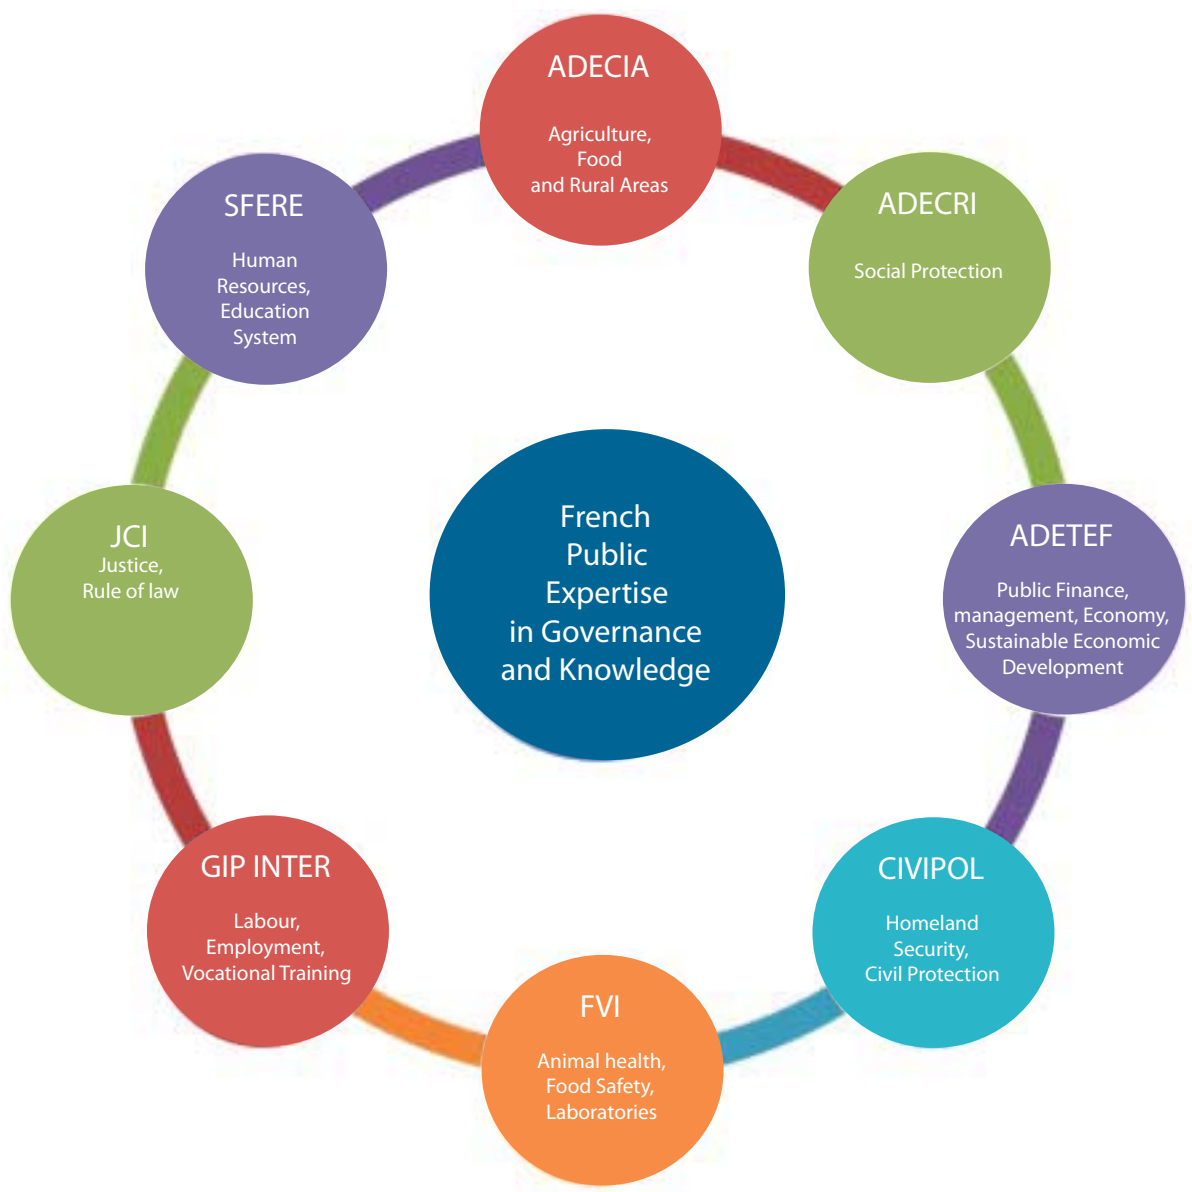 ADECIA
Agriculture,
Food
and Rural Areas
ADECRI
Social Protection
ADETEF
Public Finance,
management, Economy,
Sustainable Economic
Development
CIVIPOL
Homeland
Security,
Civil Protection
FVI
Animal health,
Food Safety,
Laboratories
GIP INTER
Labour,
Employment,
Vocational Training
JCI
Justice,
Rule of law
SFERE
Human
Resources,
Education
System
French
Public
Expertise
in Governance
and Knowledge